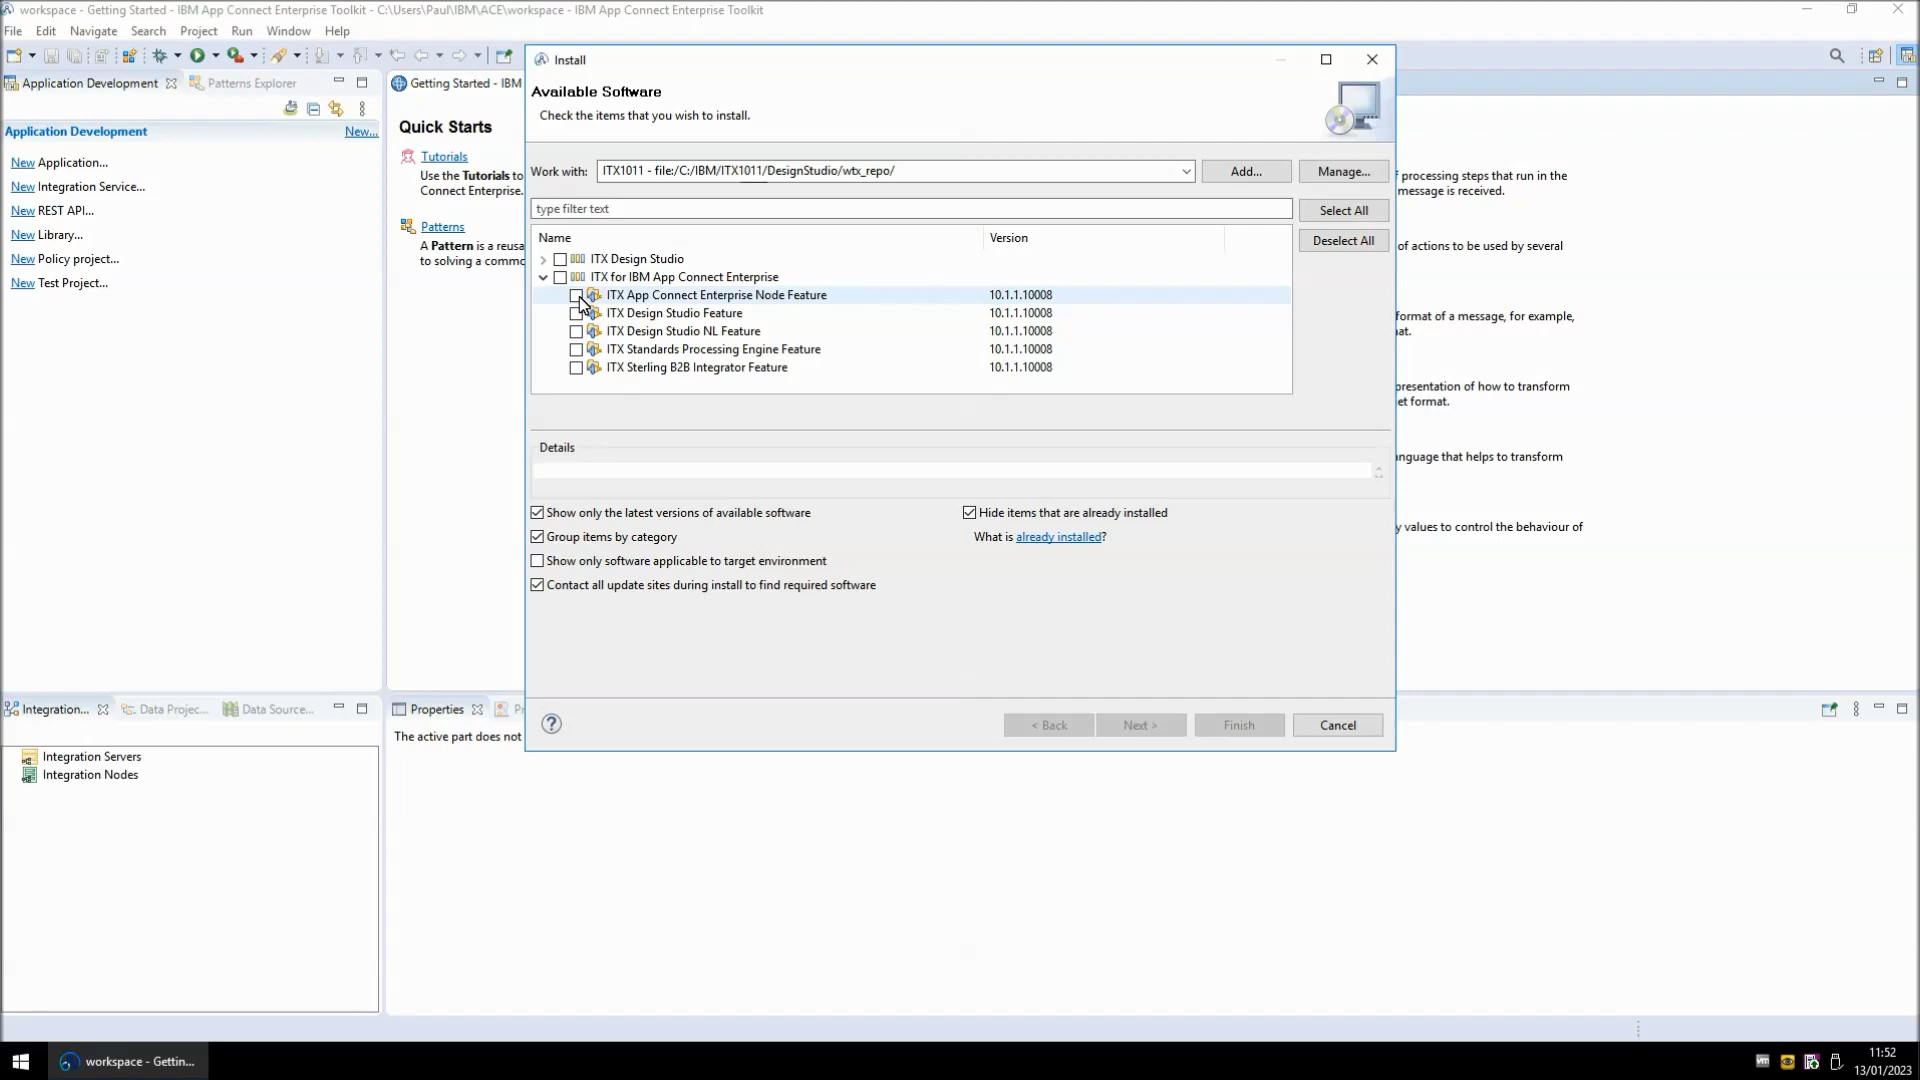 workspace - Getting Started - IBM App Connect Enterprise Toolkit - C:\Users\Paul\IBM\ACE\workspace - IBM App Connect Enterprise Toolkit
File Edit Navigate Search Project Run Window Help
Application Development Patterns Explorer
Application Development New...
New Application...
New Integration Service...
New REST API...
New Library...
New Policy project...
New Test Project...
Getting Started - IBM
Quick Starts
Tutorials
Use the Tutorials to
Connect Enterprise.
Patterns
A Pattern is a reusa
to solving a commo
Install
Available Software
Check the items that you wish to install.
Work with: ITX1011 - file:/C:/IBM/ITX1011/DesignStudio/wtx_repo/ Add... Manage...
type filter text Select All
Name Version Deselect All
ITX Design Studio
ITX for IBM App Connect Enterprise
ITX App Connect Enterprise Node Feature 10.1.1.10008
ITX Design Studio Feature 10.1.1.10008
ITX Design Studio NL Feature 10.1.1.10008
ITX Standards Processing Engine Feature 10.1.1.10008
ITX Sterling B2B Integrator Feature 10.1.1.10008
Details
Show only the latest versions of available software Hide items that are already installed
Group items by category What is already installed?
Show only software applicable to target environment
Contact all update sites during install to find required software
< Back Next > Finish Cancel
processing steps that run in the
message is received.
of actions to be used by several
format of a message, for example,
at.
presentation of how to transform
et format.
anguage that helps to transform
y values to control the behaviour of
Integration... Data Projec... Data Source...
Integration Servers
Integration Nodes
Properties Pr
The active part does not
workspace - Gettin...
11:52
13/01/2023